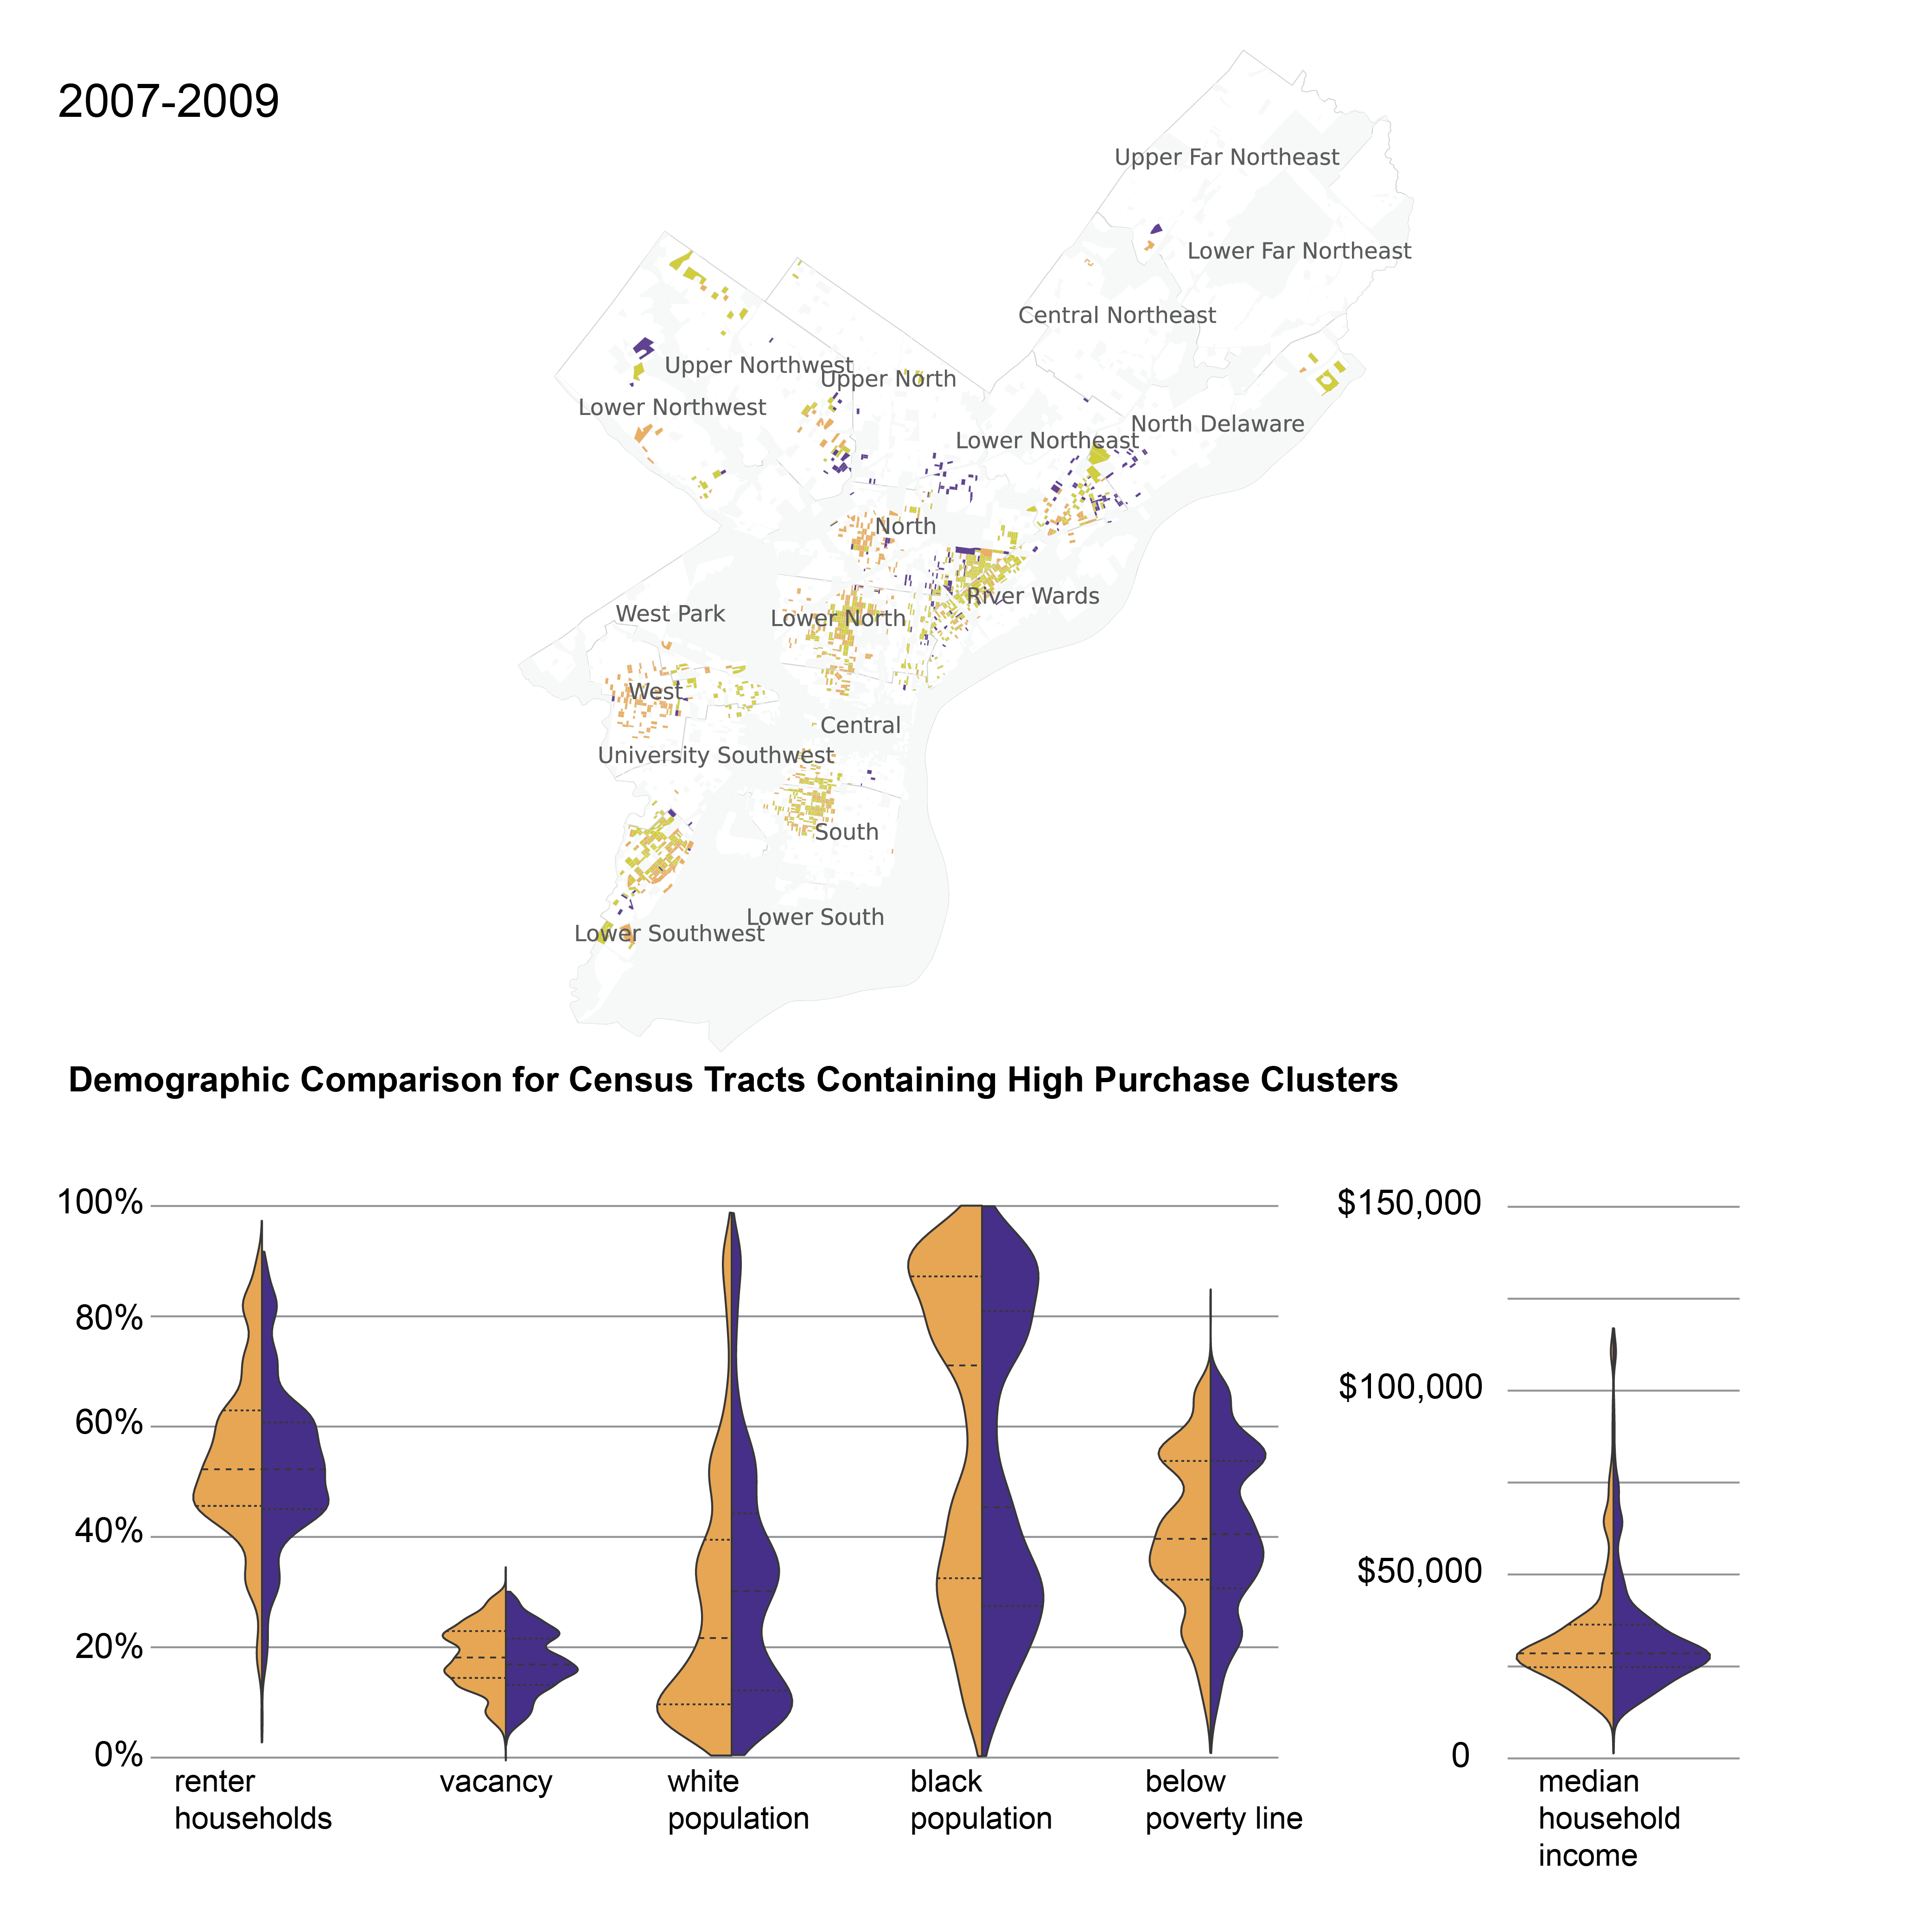 2007-2009
Upper Far Northeast
Lower Far Northeast
Central Northeast
Upper Northwest
Upper North
Lower Northwest
North Delaware
Lower Northeast
North
River Wards
West Park
Lower North
West
Central
University Southwest
South
Lower South
Lower Southwest
Demographic Comparison for Census Tracts Containing High Purchase Clusters
100%
80%
60%
40%
20%
0%
$150,000
$100,000
$50,000
0
renter
households
vacancy
white
population
black
population
below
poverty line
median
household
income